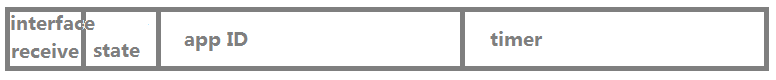 interface
receive
state
app ID
timer